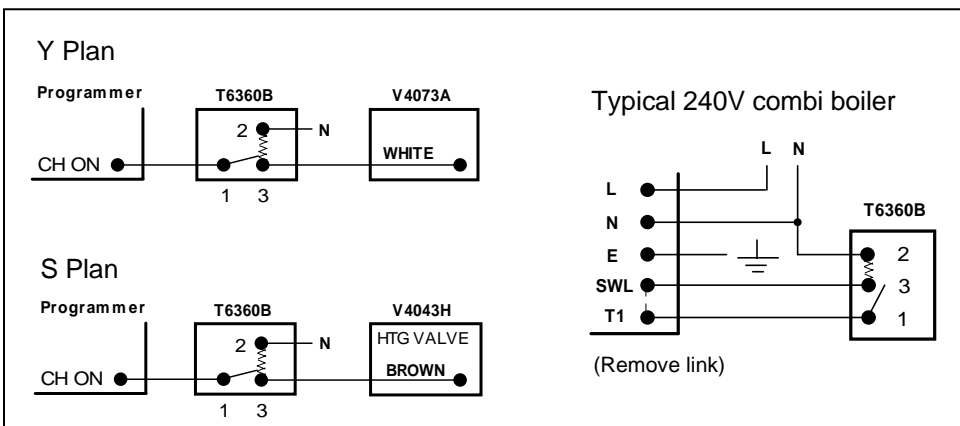 Y Plan
Programmer T6360B V4073A
2 N
CH ON WHITE
1 3
S Plan
Programmer T6360B V4043H
2 N HTG VALVE
CH ON BROWN
1 3
Typical 240V combi boiler
L N
L
N T6360B
E 2
SWL 3
T1 1
(Remove link)